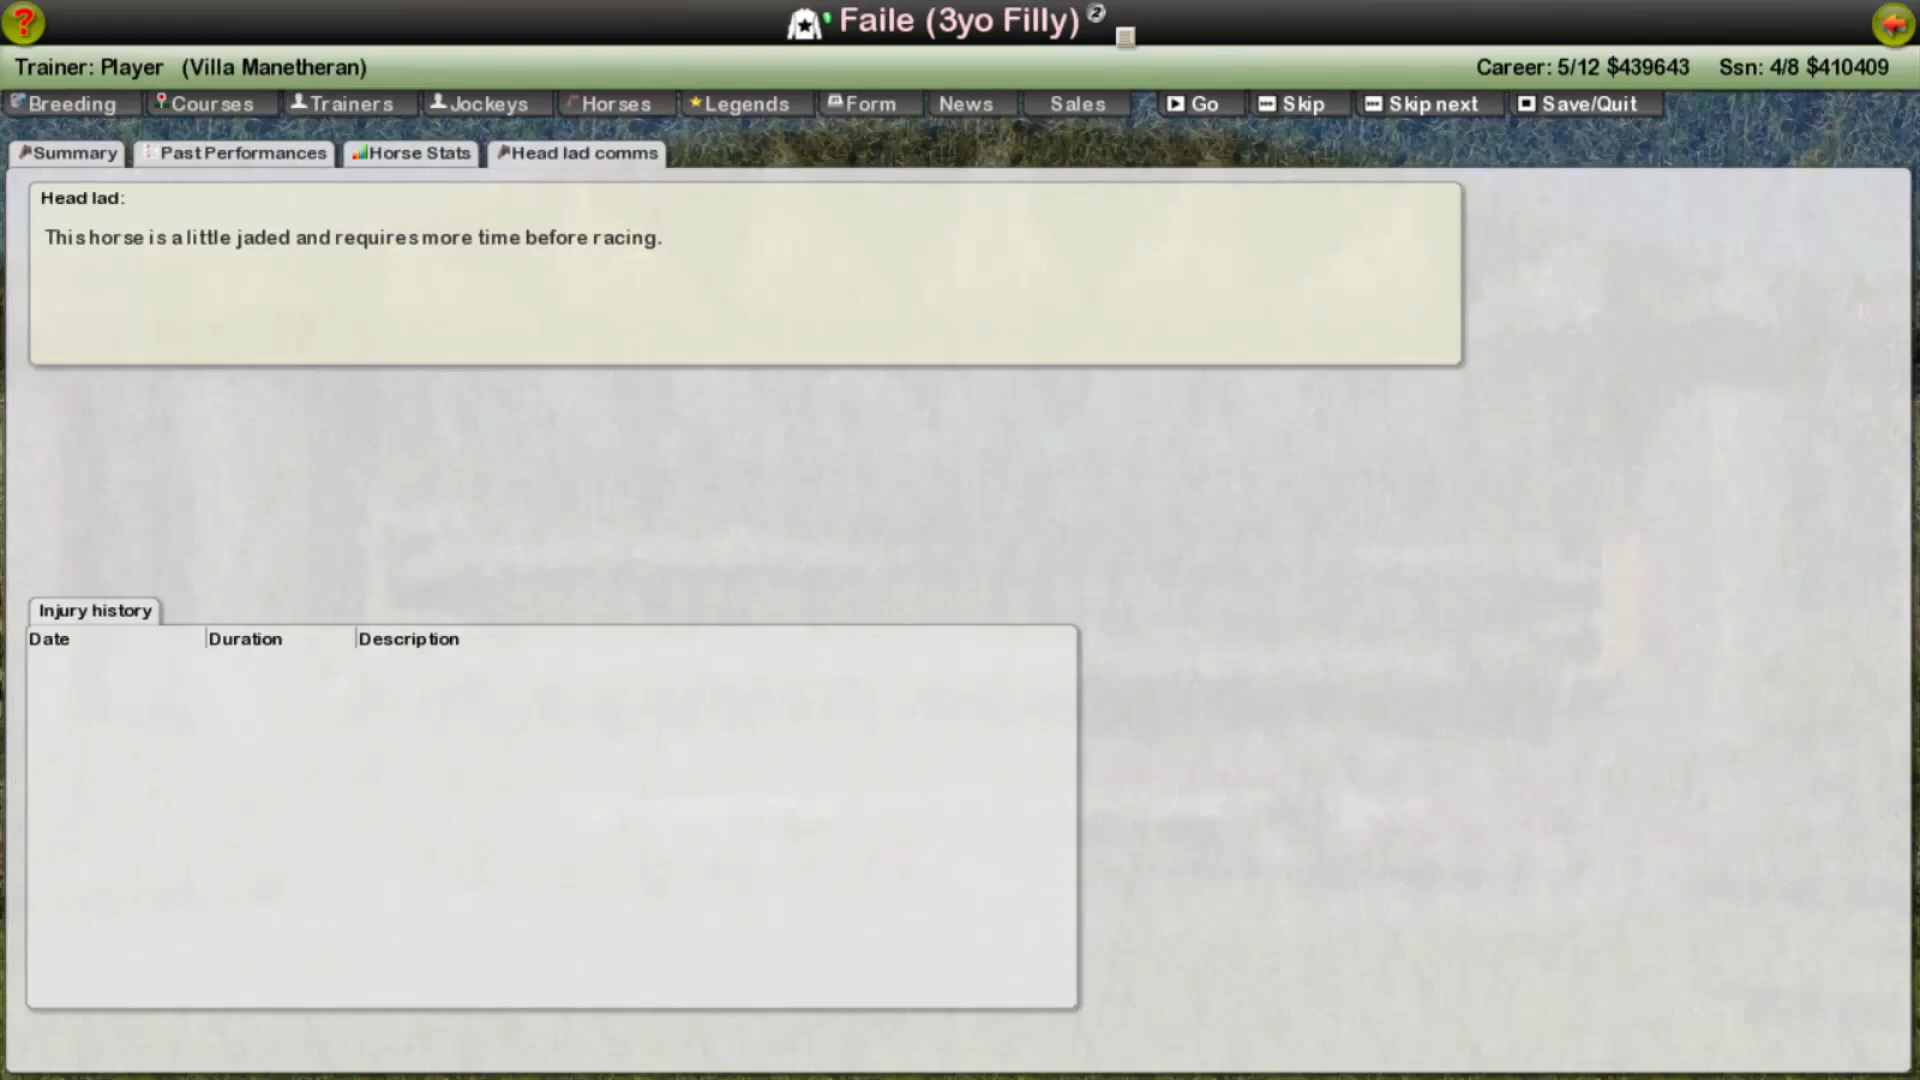 Faile (3yo Filly) 2
Trainer: Player (Villa Manetheran) Career: 5/12 $439643 Ssn: 4/8 $410409
Breeding Courses Trainers Jockeys Horses Legends Form News Sales Go Skip Skip next Save/Quit
Summary Past Performances Horse Stats Head lad comms
Head lad:
This horse is a little jaded and requires more time before racing.
Injury history
Date Duration Description